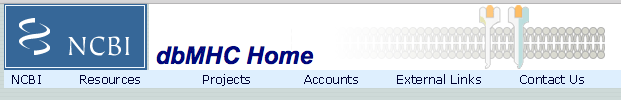 NCBI
dbMHC Home
NCBI Resources Projects Accounts External Links Contact Us